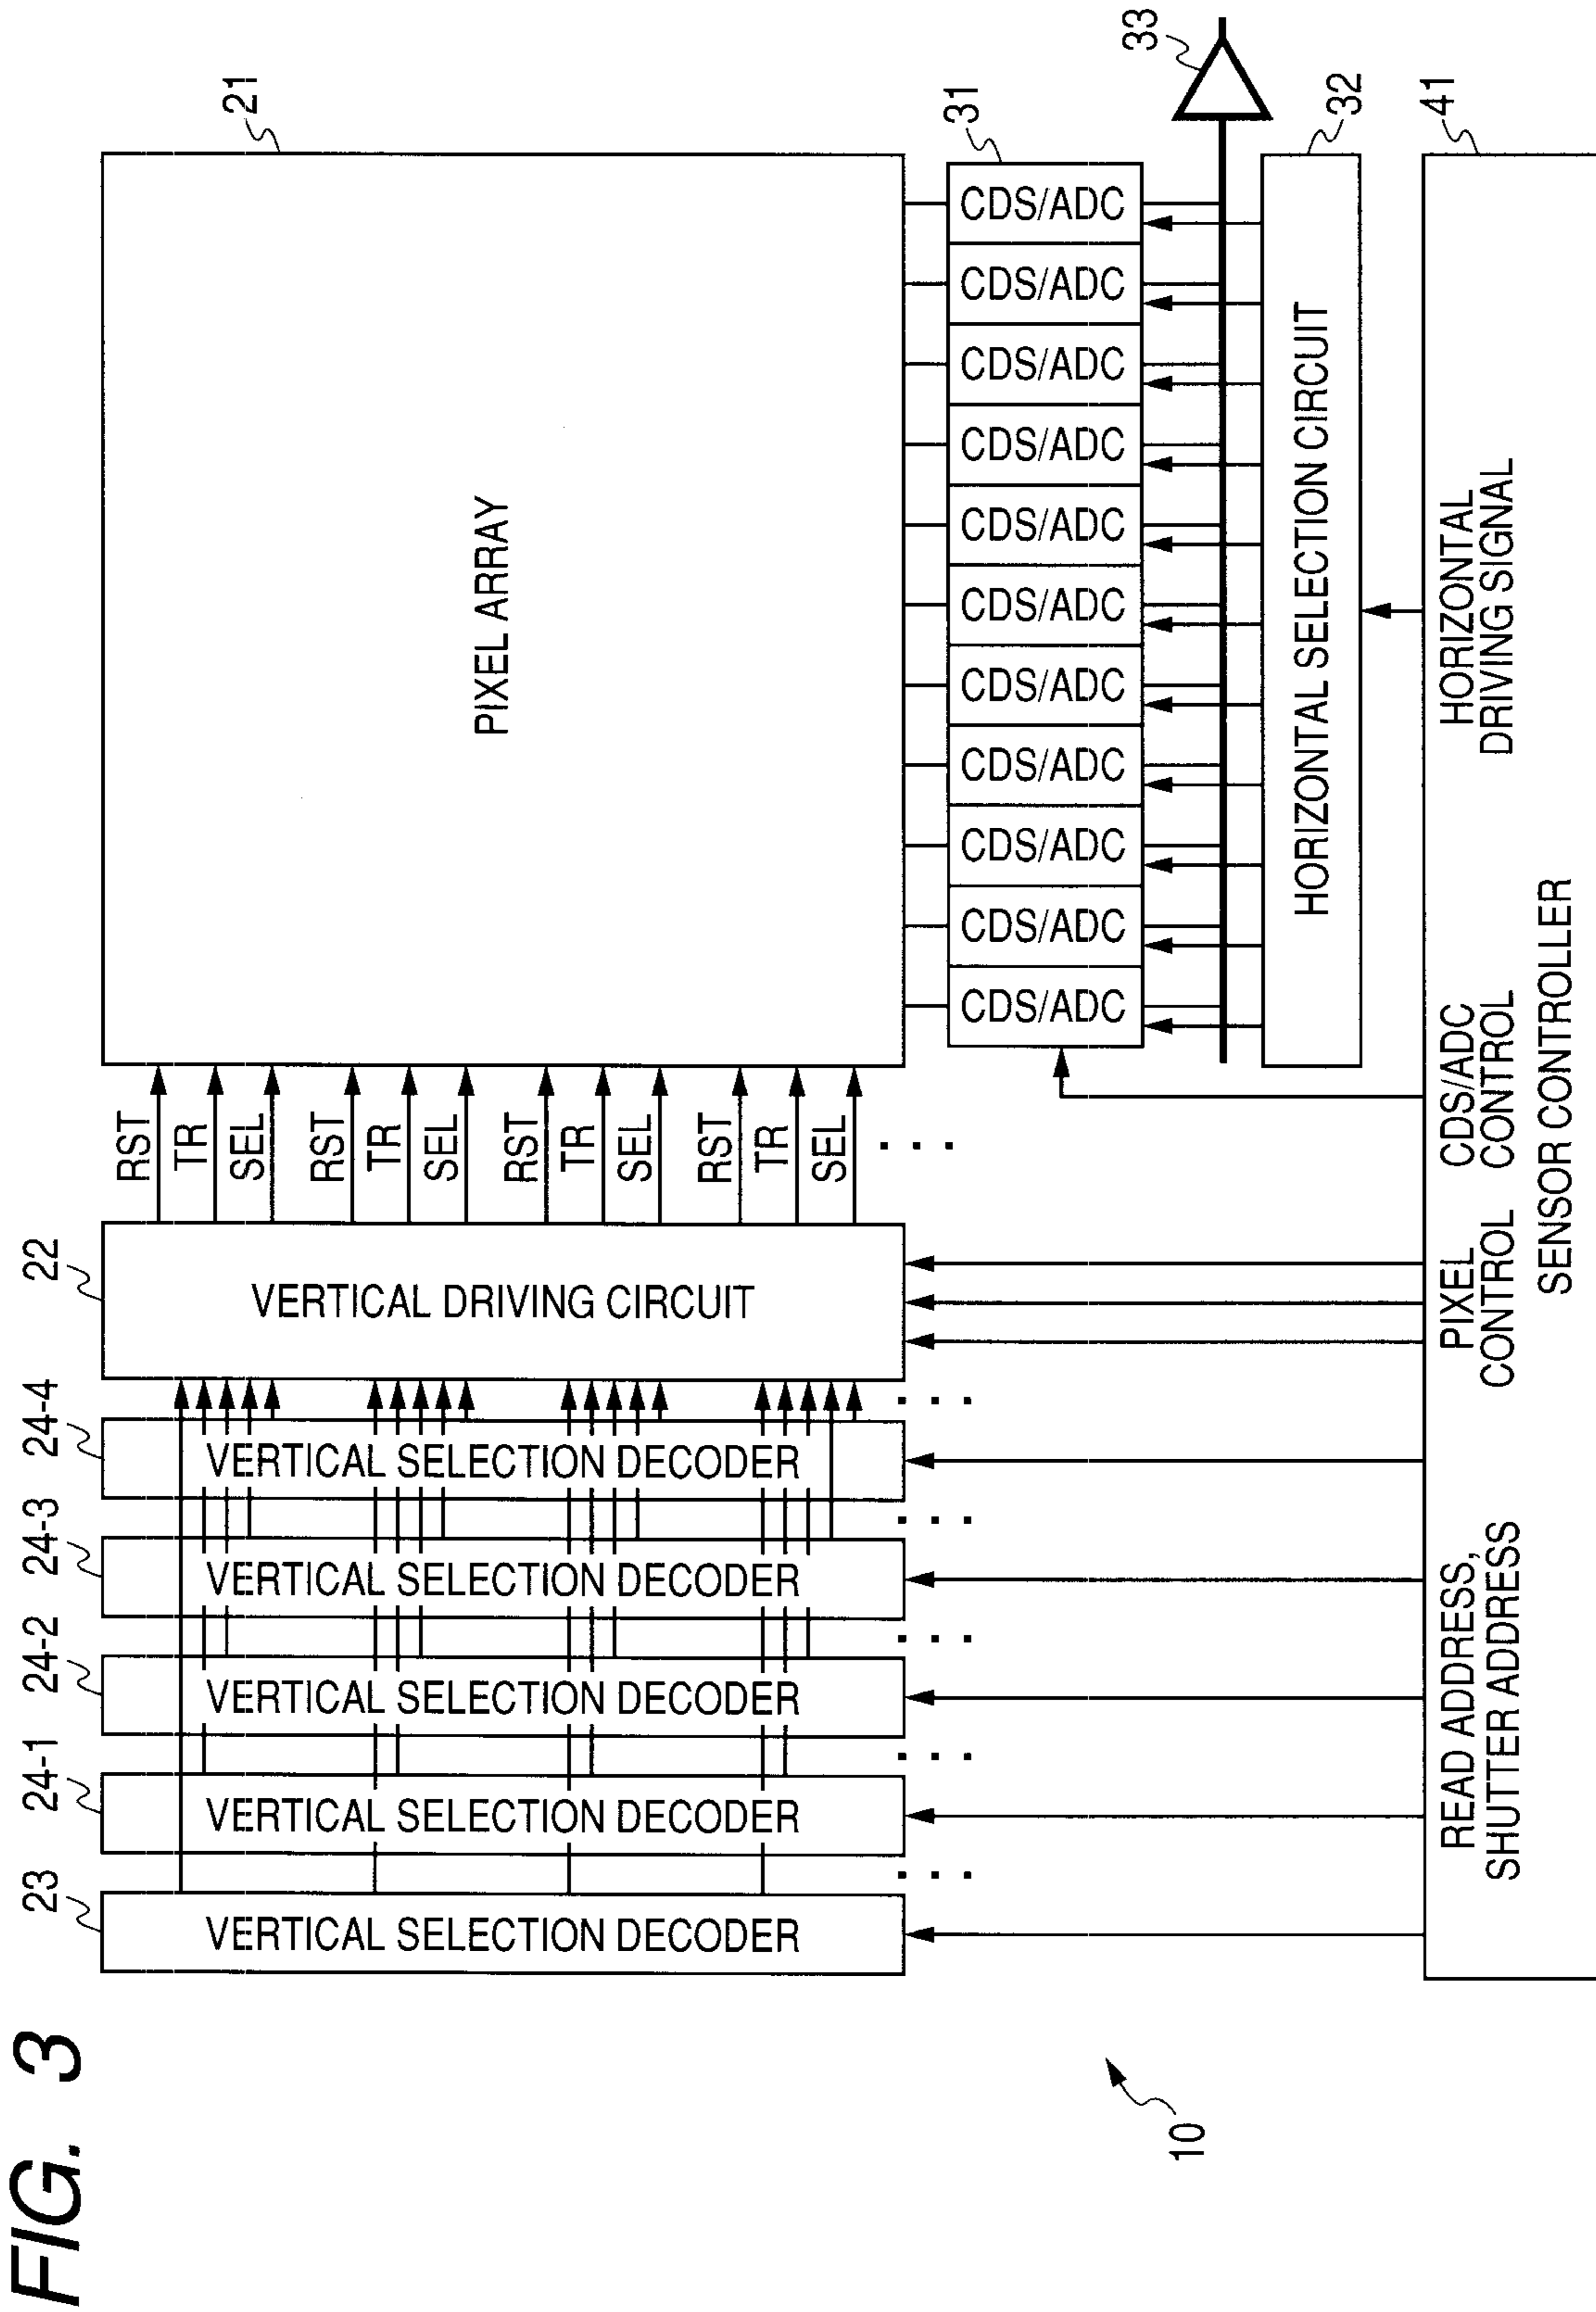 FIG. 3
10
23
24-1
24-2
24-3
24-4
22
21
VERTICAL SELECTION DECODER
VERTICAL SELECTION DECODER
VERTICAL SELECTION DECODER
VERTICAL SELECTION DECODER
VERTICAL SELECTION DECODER
VERTICAL DRIVING CIRCUIT
RST
TR
SEL
RST
TR
SEL
RST
TR
SEL
RST
TR
SEL
PIXEL ARRAY
31
CDS/ADC
CDS/ADC
CDS/ADC
CDS/ADC
CDS/ADC
CDS/ADC
CDS/ADC
CDS/ADC
CDS/ADC
CDS/ADC
CDS/ADC
33
HORIZONTAL SELECTION CIRCUIT
32
41
READ ADDRESS,
SHUTTER ADDRESS
PIXEL
CONTROL
CDS/ADC
CONTROL
HORIZONTAL
DRIVING SIGNAL
SENSOR CONTROLLER